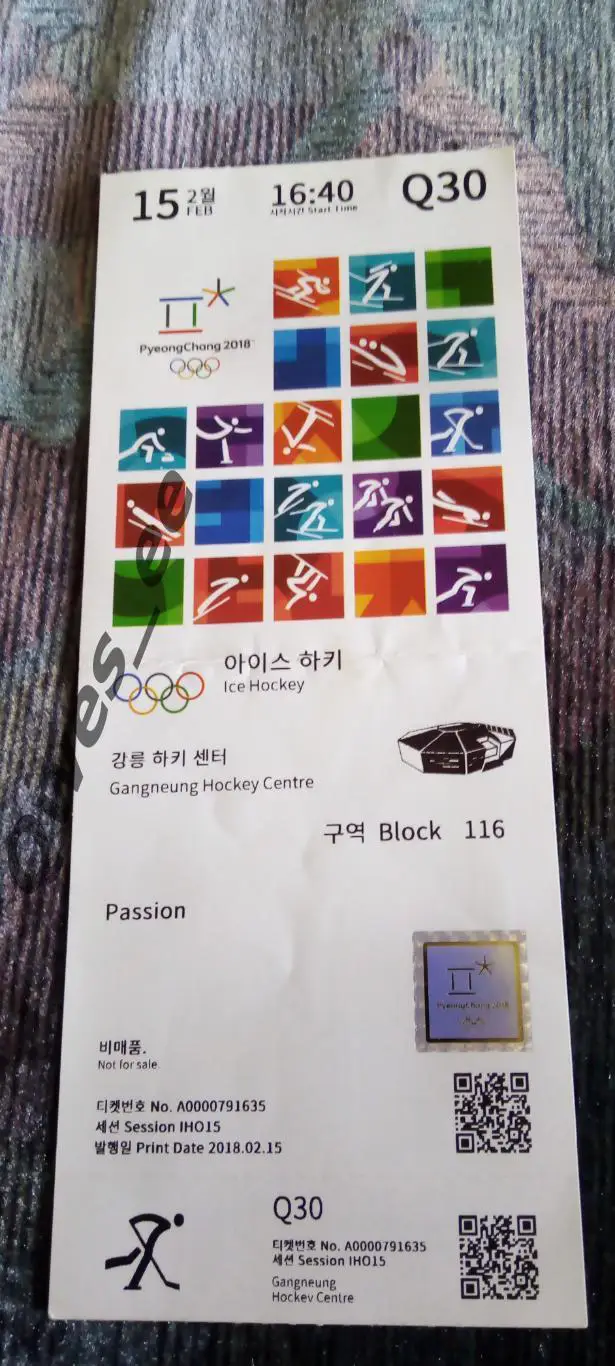 15 2월 FEB
16:40
시작시간 Start Time
Q30
PyeongChang 2018
아이스 하키
Ice Hockey
강릉 하키 센터
Gangneung Hockey Centre
구역 Block 116
Passion
PyeongChang 2018
비매품.
Not for sale
티켓번호 No. A0000791635
세션 Session IHO15
발행일 Print Date 2018.02.15
Q30
티켓번호 No. A0000791635
세션 Session IHO15
Gangneung
Hockey Centre